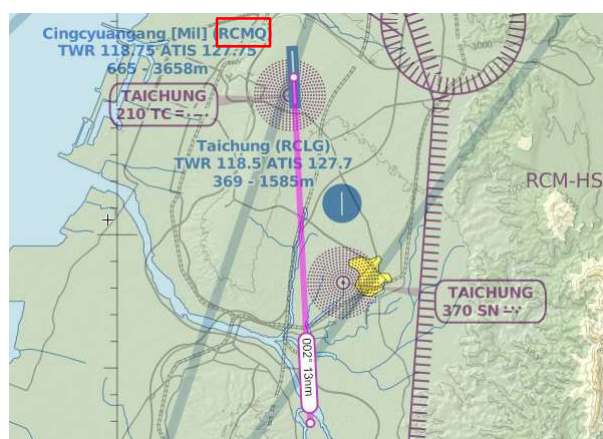 Cingcyuangang [Mil] (RCMQ)
TWR 118.75 ATIS 127.75
665 - 3658m
TAICHUNG
210 TC
Taichung (RCLG)
TWR 118.5 ATIS 127.7
369 - 1585m
RCM-HS
TAICHUNG
370 SN
002° 13nm